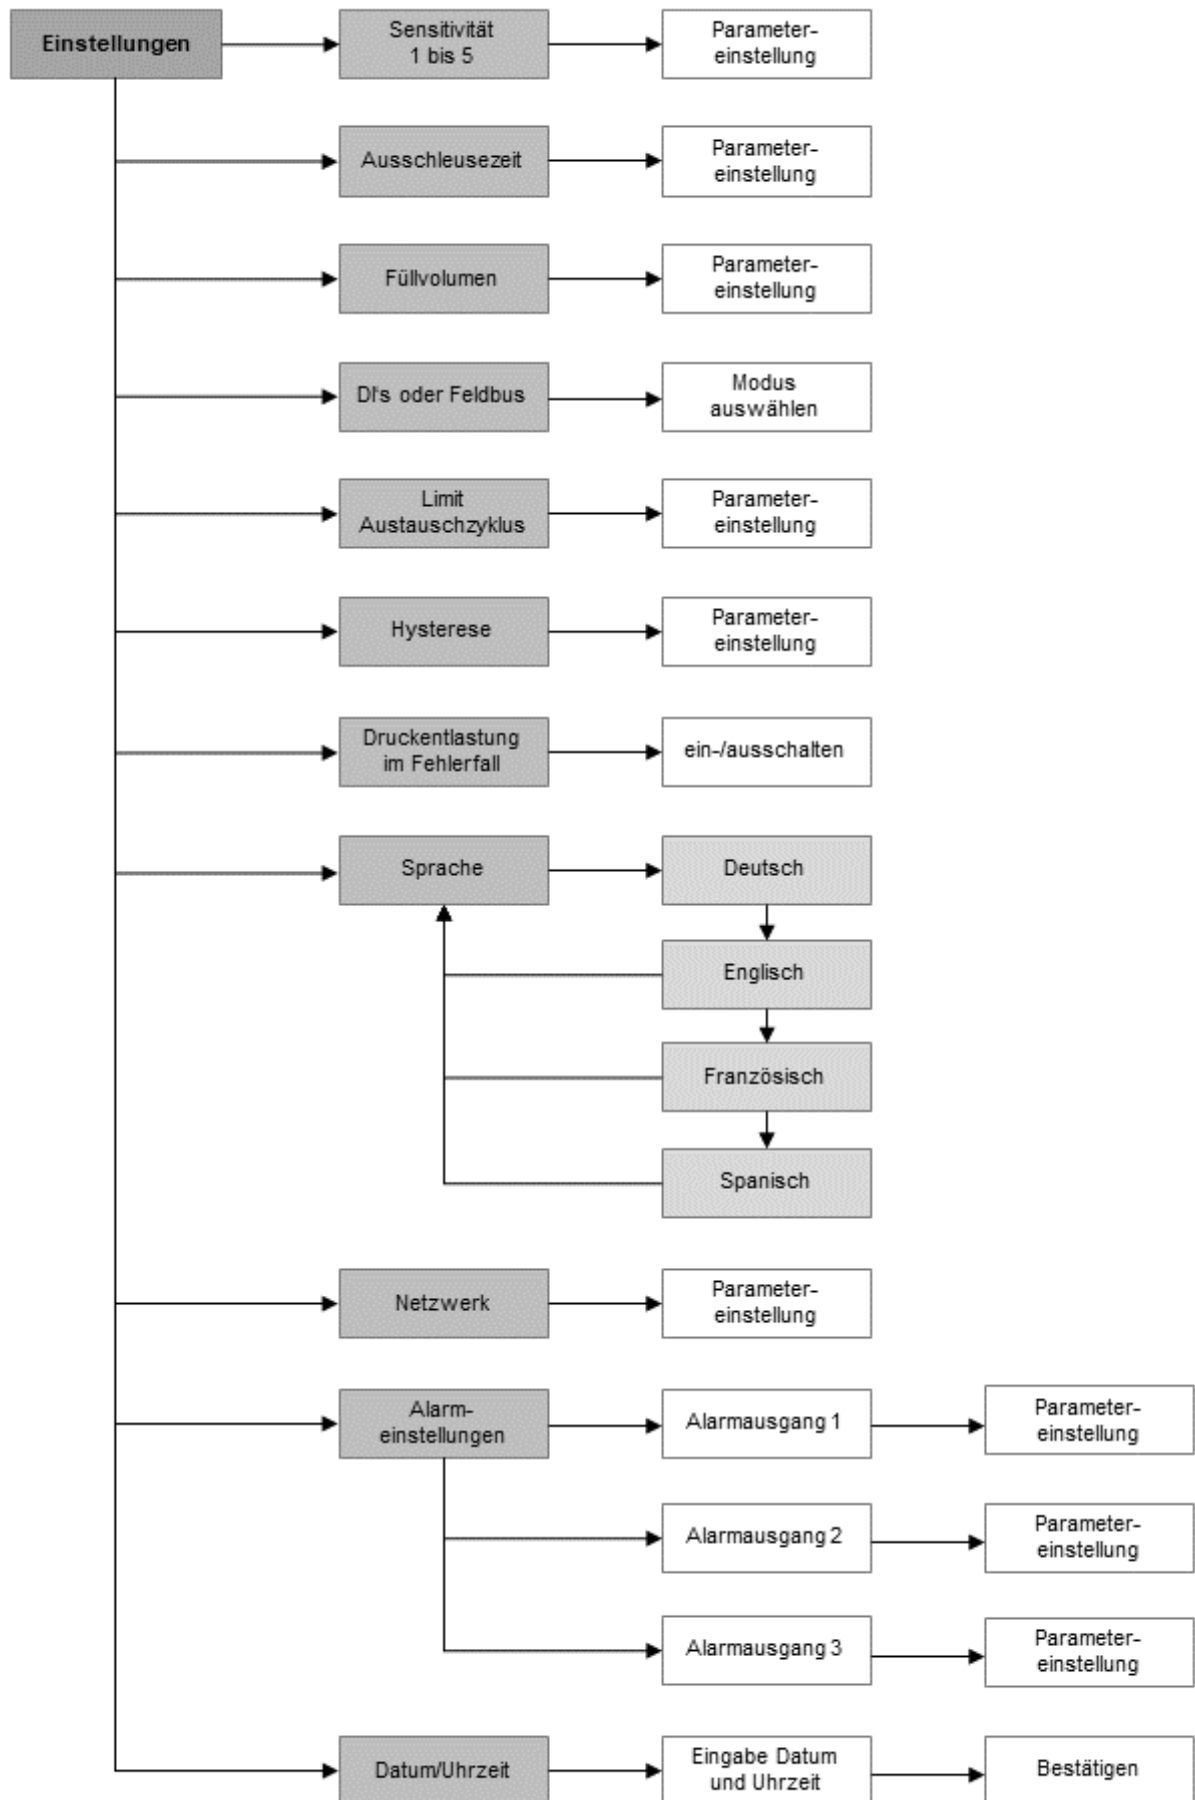 Einstellungen
Sensitivität
1 bis 5
Parameter-
einstellung
Ausschleusezeit
Parameter-
einstellung
Füllvolumen
Parameter-
einstellung
DI's oder Feldbus
Modus
auswählen
Limit
Austauschzyklus
Parameter-
einstellung
Hysterese
Parameter-
einstellung
Druckentlastung
im Fehlerfall
ein-/ausschalten
Sprache
Deutsch
Englisch
Französisch
Spanisch
Netzwerk
Parameter-
einstellung
Alarm-
einstellungen
Alarmausgang 1
Parameter-
einstellung
Alarmausgang 2
Parameter-
einstellung
Alarmausgang 3
Parameter-
einstellung
Datum/Uhrzeit
Eingabe Datum
und Uhrzeit
Bestätigen